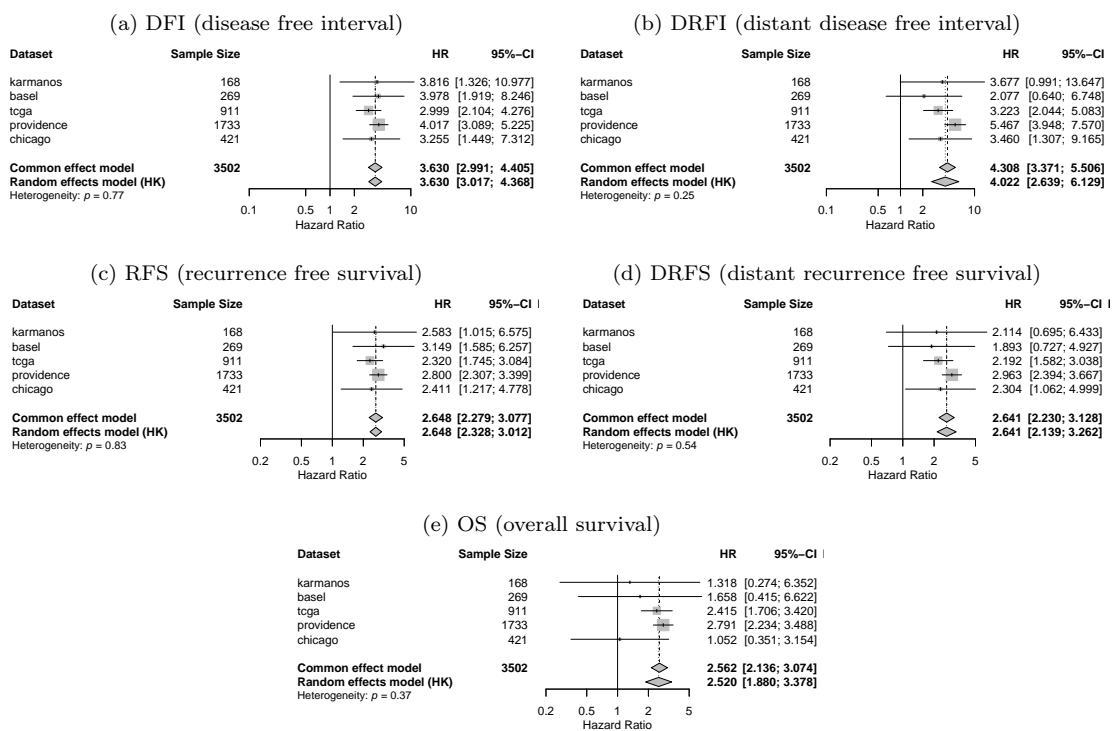 (a) DFI (disease free interval)
Dataset Sample Size HR 95%−CI
karmanos 168 3.816 [1.326; 10.977]
basel 269 3.978 [1.919; 8.246]
tcga 911 2.999 [2.104; 4.276]
providence 1733 4.017 [3.089; 5.225]
chicago 421 3.255 [1.449; 7.312]
Common effect model 3502 3.630 [2.991; 4.405]
Random effects model (HK) 3.630 [3.017; 4.368]
Heterogeneity: p = 0.77
0.1 0.5 1 2 10
Hazard Ratio
(b) DRFI (distant disease free interval)
Dataset Sample Size HR 95%−CI
karmanos 168 3.677 [0.991; 13.647]
basel 269 2.077 [0.640; 6.748]
tcga 911 3.223 [2.044; 5.083]
providence 1733 5.467 [3.948; 7.570]
chicago 421 3.460 [1.307; 9.165]
Common effect model 3502 4.308 [3.371; 5.506]
Random effects model (HK) 4.022 [2.639; 6.129]
Heterogeneity: p = 0.25
0.1 0.5 1 2 10
Hazard Ratio
(c) RFS (recurrence free survival)
Dataset Sample Size HR 95%−CI
karmanos 168 2.583 [1.015; 6.575]
basel 269 3.149 [1.585; 6.257]
tcga 911 2.320 [1.745; 3.084]
providence 1733 2.800 [2.307; 3.399]
chicago 421 2.411 [1.217; 4.778]
Common effect model 3502 2.648 [2.279; 3.077]
Random effects model (HK) 2.648 [2.328; 3.012]
Heterogeneity: p = 0.83
0.2 0.5 1 2 5
Hazard Ratio
(d) DRFS (distant recurrence free survival)
Dataset Sample Size HR 95%−CI
karmanos 168 2.114 [0.695; 6.433]
basel 269 1.893 [0.727; 4.927]
tcga 911 2.192 [1.582; 3.038]
providence 1733 2.963 [2.394; 3.667]
chicago 421 2.304 [1.062; 4.999]
Common effect model 3502 2.641 [2.230; 3.128]
Random effects model (HK) 2.641 [2.139; 3.262]
Heterogeneity: p = 0.54
0.2 0.5 1 2 5
Hazard Ratio
(e) OS (overall survival)
Dataset Sample Size HR 95%−CI
karmanos 168 1.318 [0.274; 6.352]
basel 269 1.658 [0.415; 6.622]
tcga 911 2.415 [1.706; 3.420]
providence 1733 2.791 [2.234; 3.488]
chicago 421 1.052 [0.351; 3.154]
Common effect model 3502 2.562 [2.136; 3.074]
Random effects model (HK) 2.520 [1.880; 3.378]
Heterogeneity: p = 0.37
0.2 0.5 1 2 5
Hazard Ratio